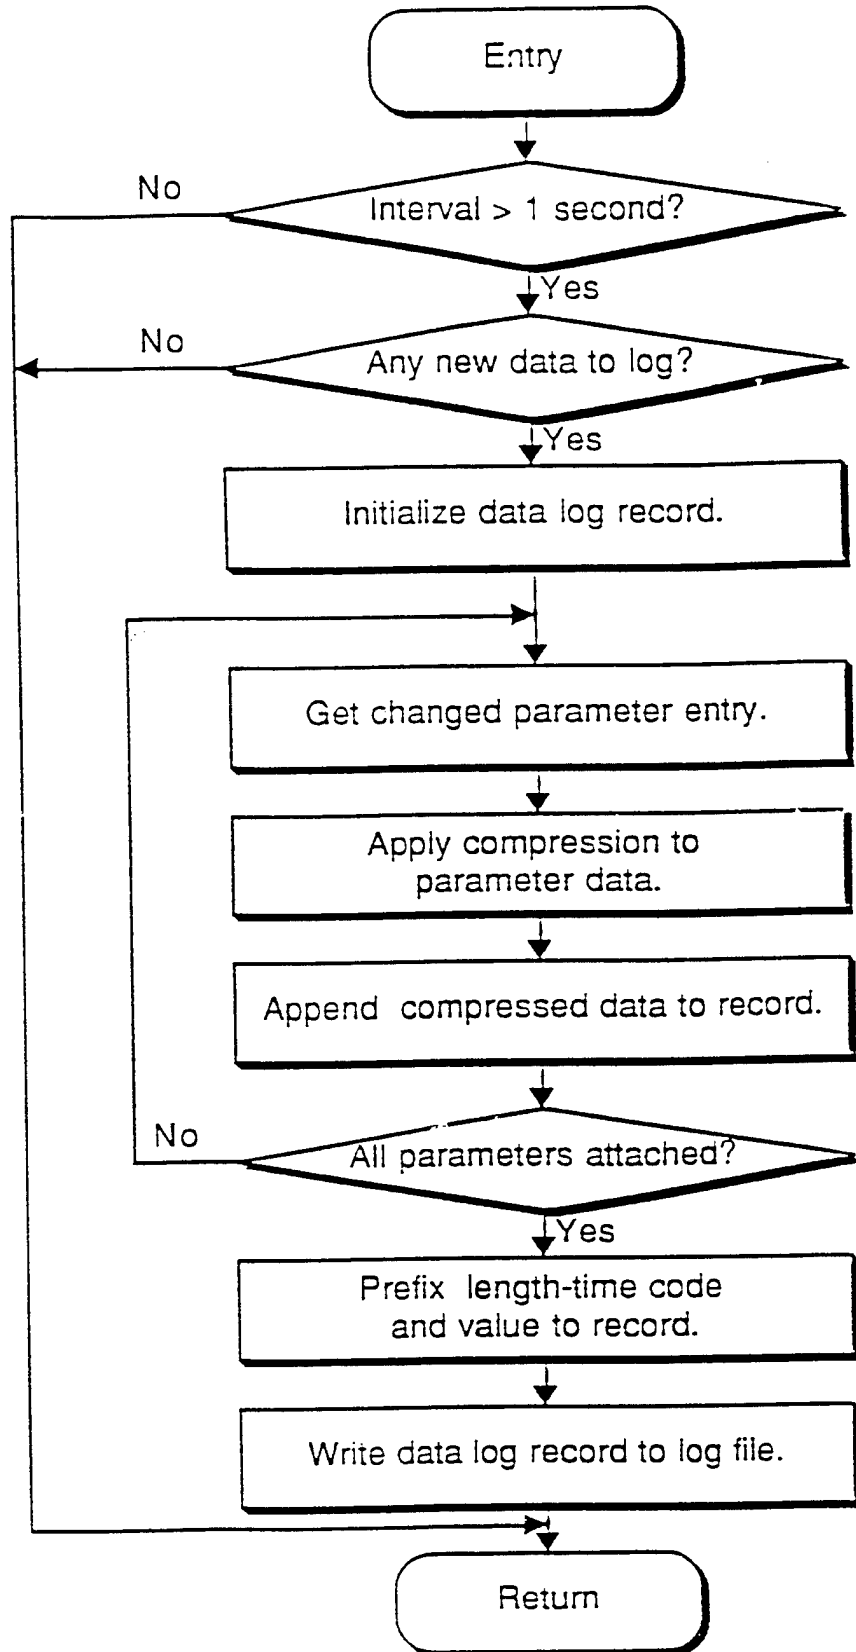 Entry
No
Interval > 1 second?
Yes
No
Any new data to log?
Yes
Initialize data log record.
Get changed parameter entry.
Apply compression to
parameter data.
Append compressed data to record.
No
All parameters attached?
Yes
Prefix length-time code
and value to record.
Write data log record to log file.
Return